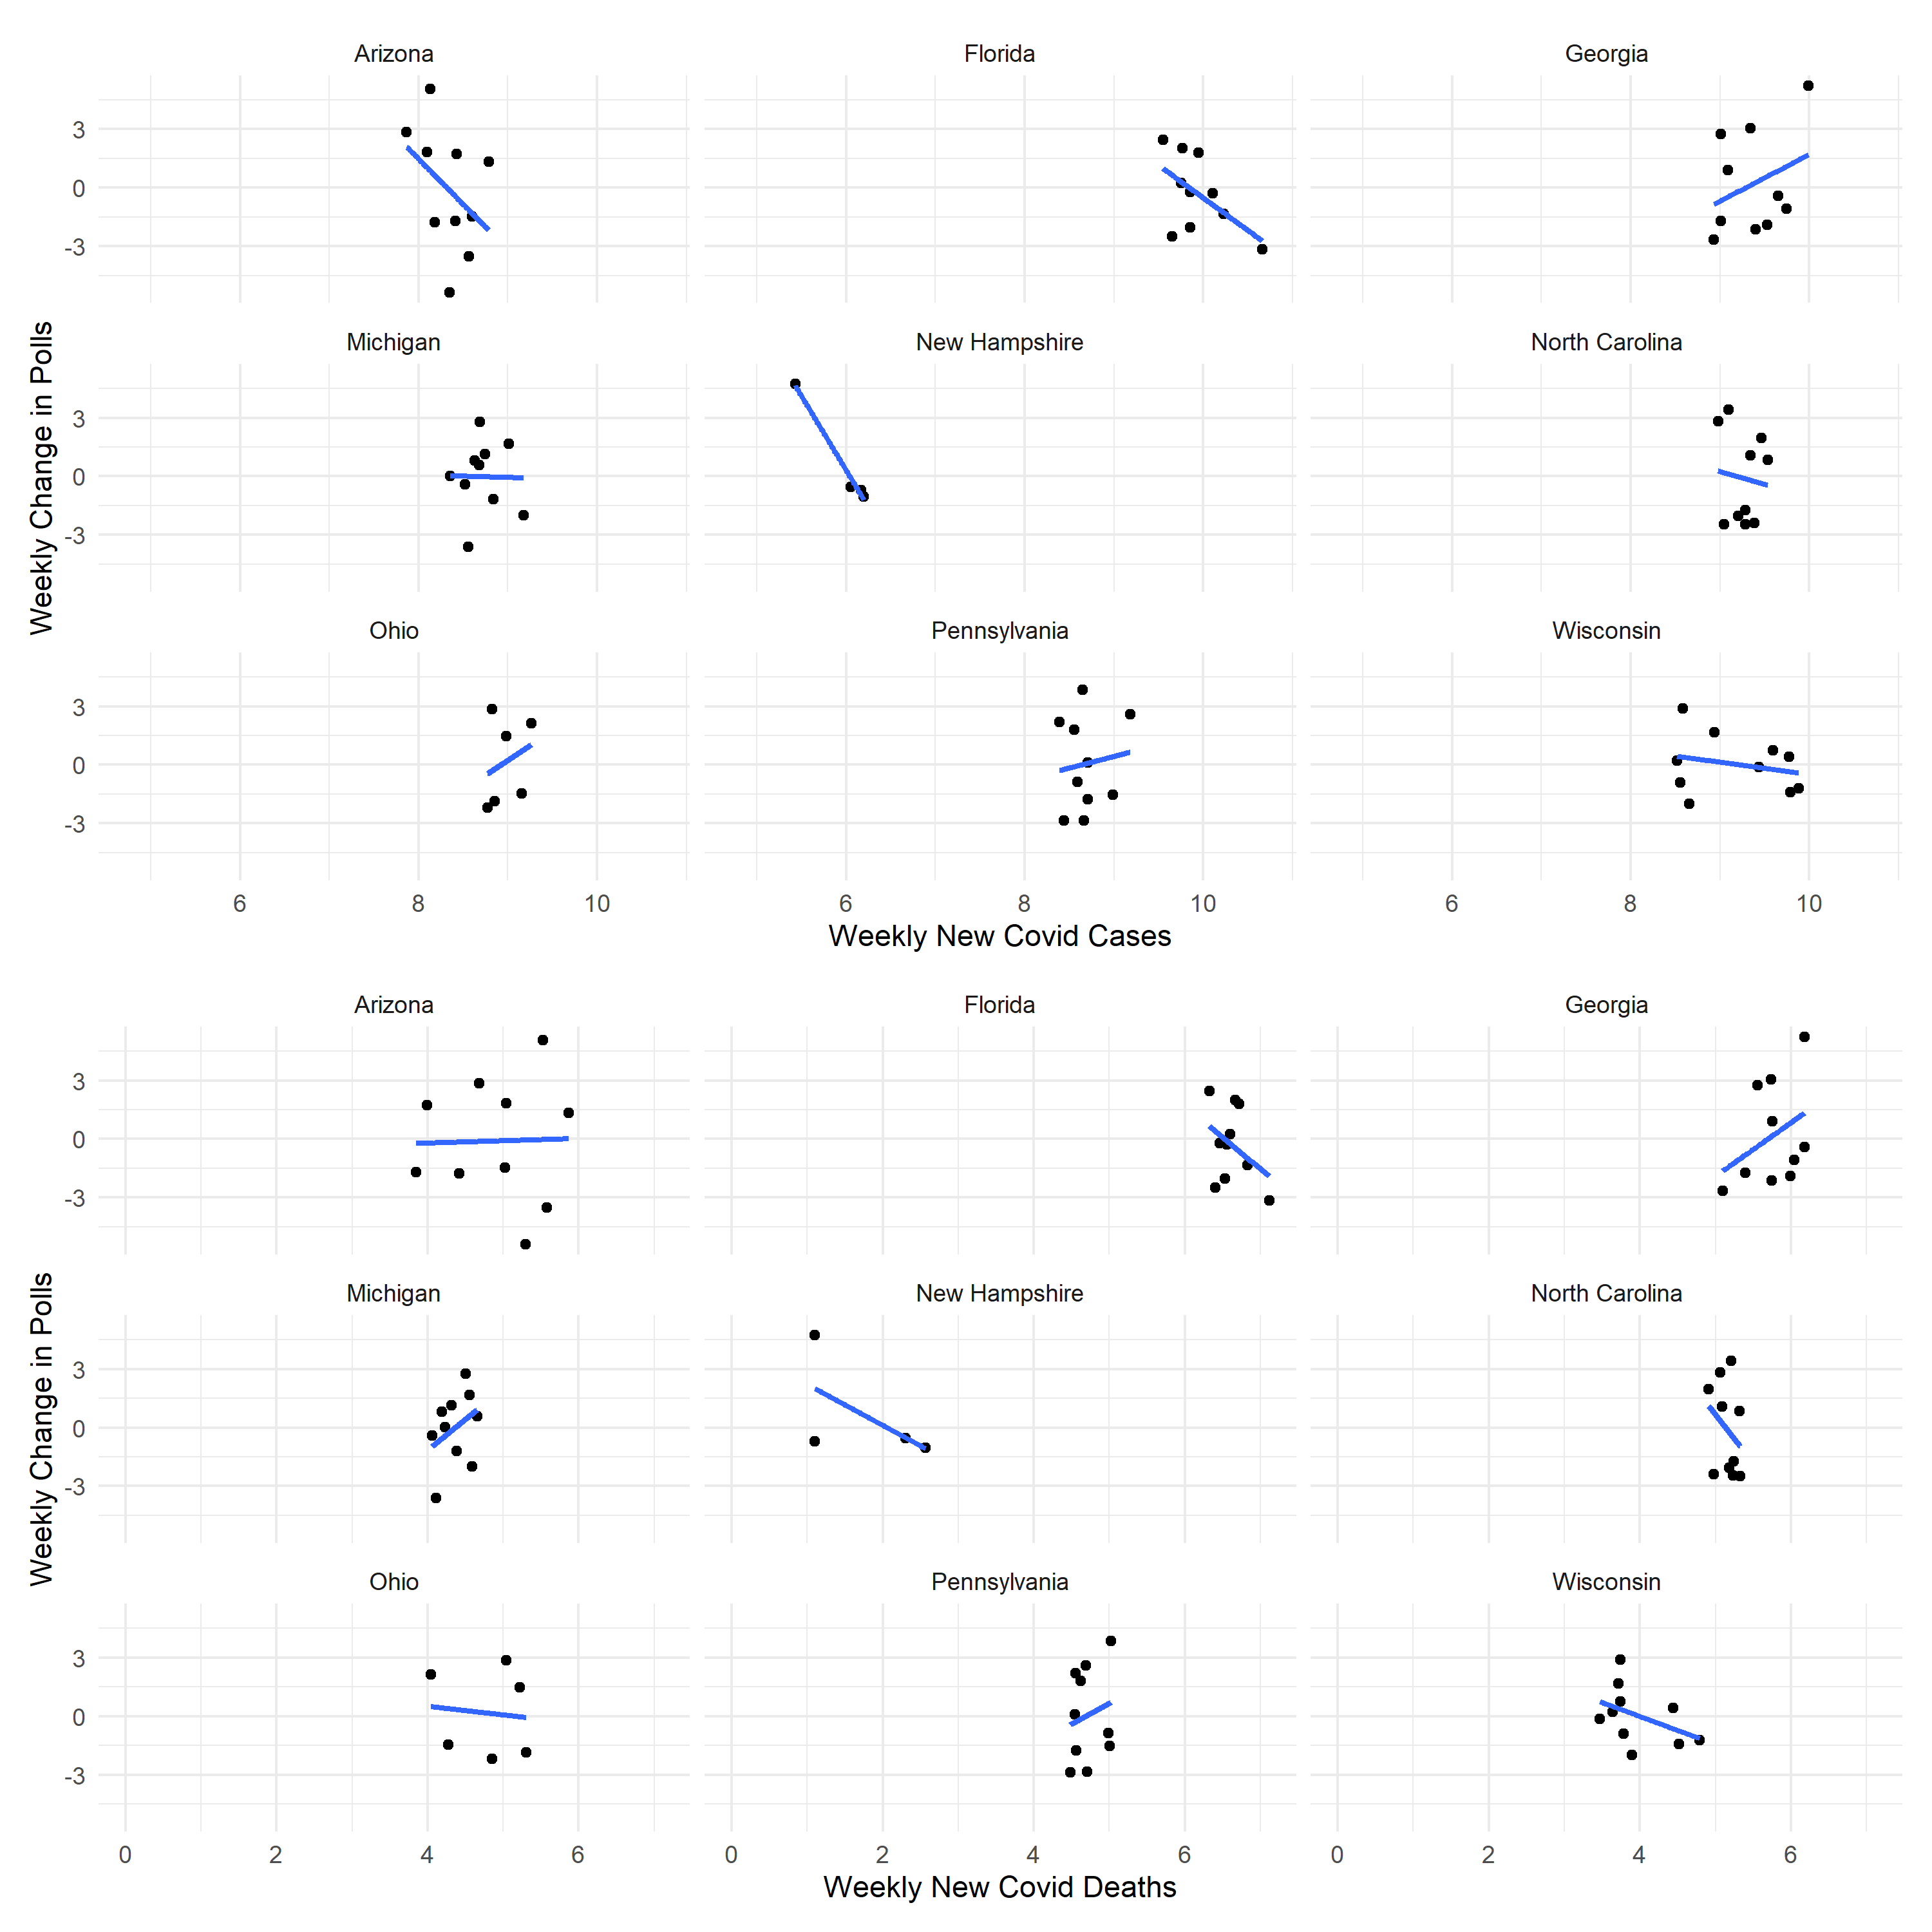 Arizona Florida Georgia
3
0
-3
Michigan New Hampshire North Carolina
3
0
-3
Ohio Pennsylvania Wisconsin
3
0
-3
Weekly Change in Polls
6 8 10 6 8 10 6 8 10
Weekly New Covid Cases
Arizona Florida Georgia
3
0
-3
Michigan New Hampshire North Carolina
3
0
-3
Ohio Pennsylvania Wisconsin
3
0
-3
Weekly Change in Polls
0 2 4 6 0 2 4 6 0 2 4 6
Weekly New Covid Deaths